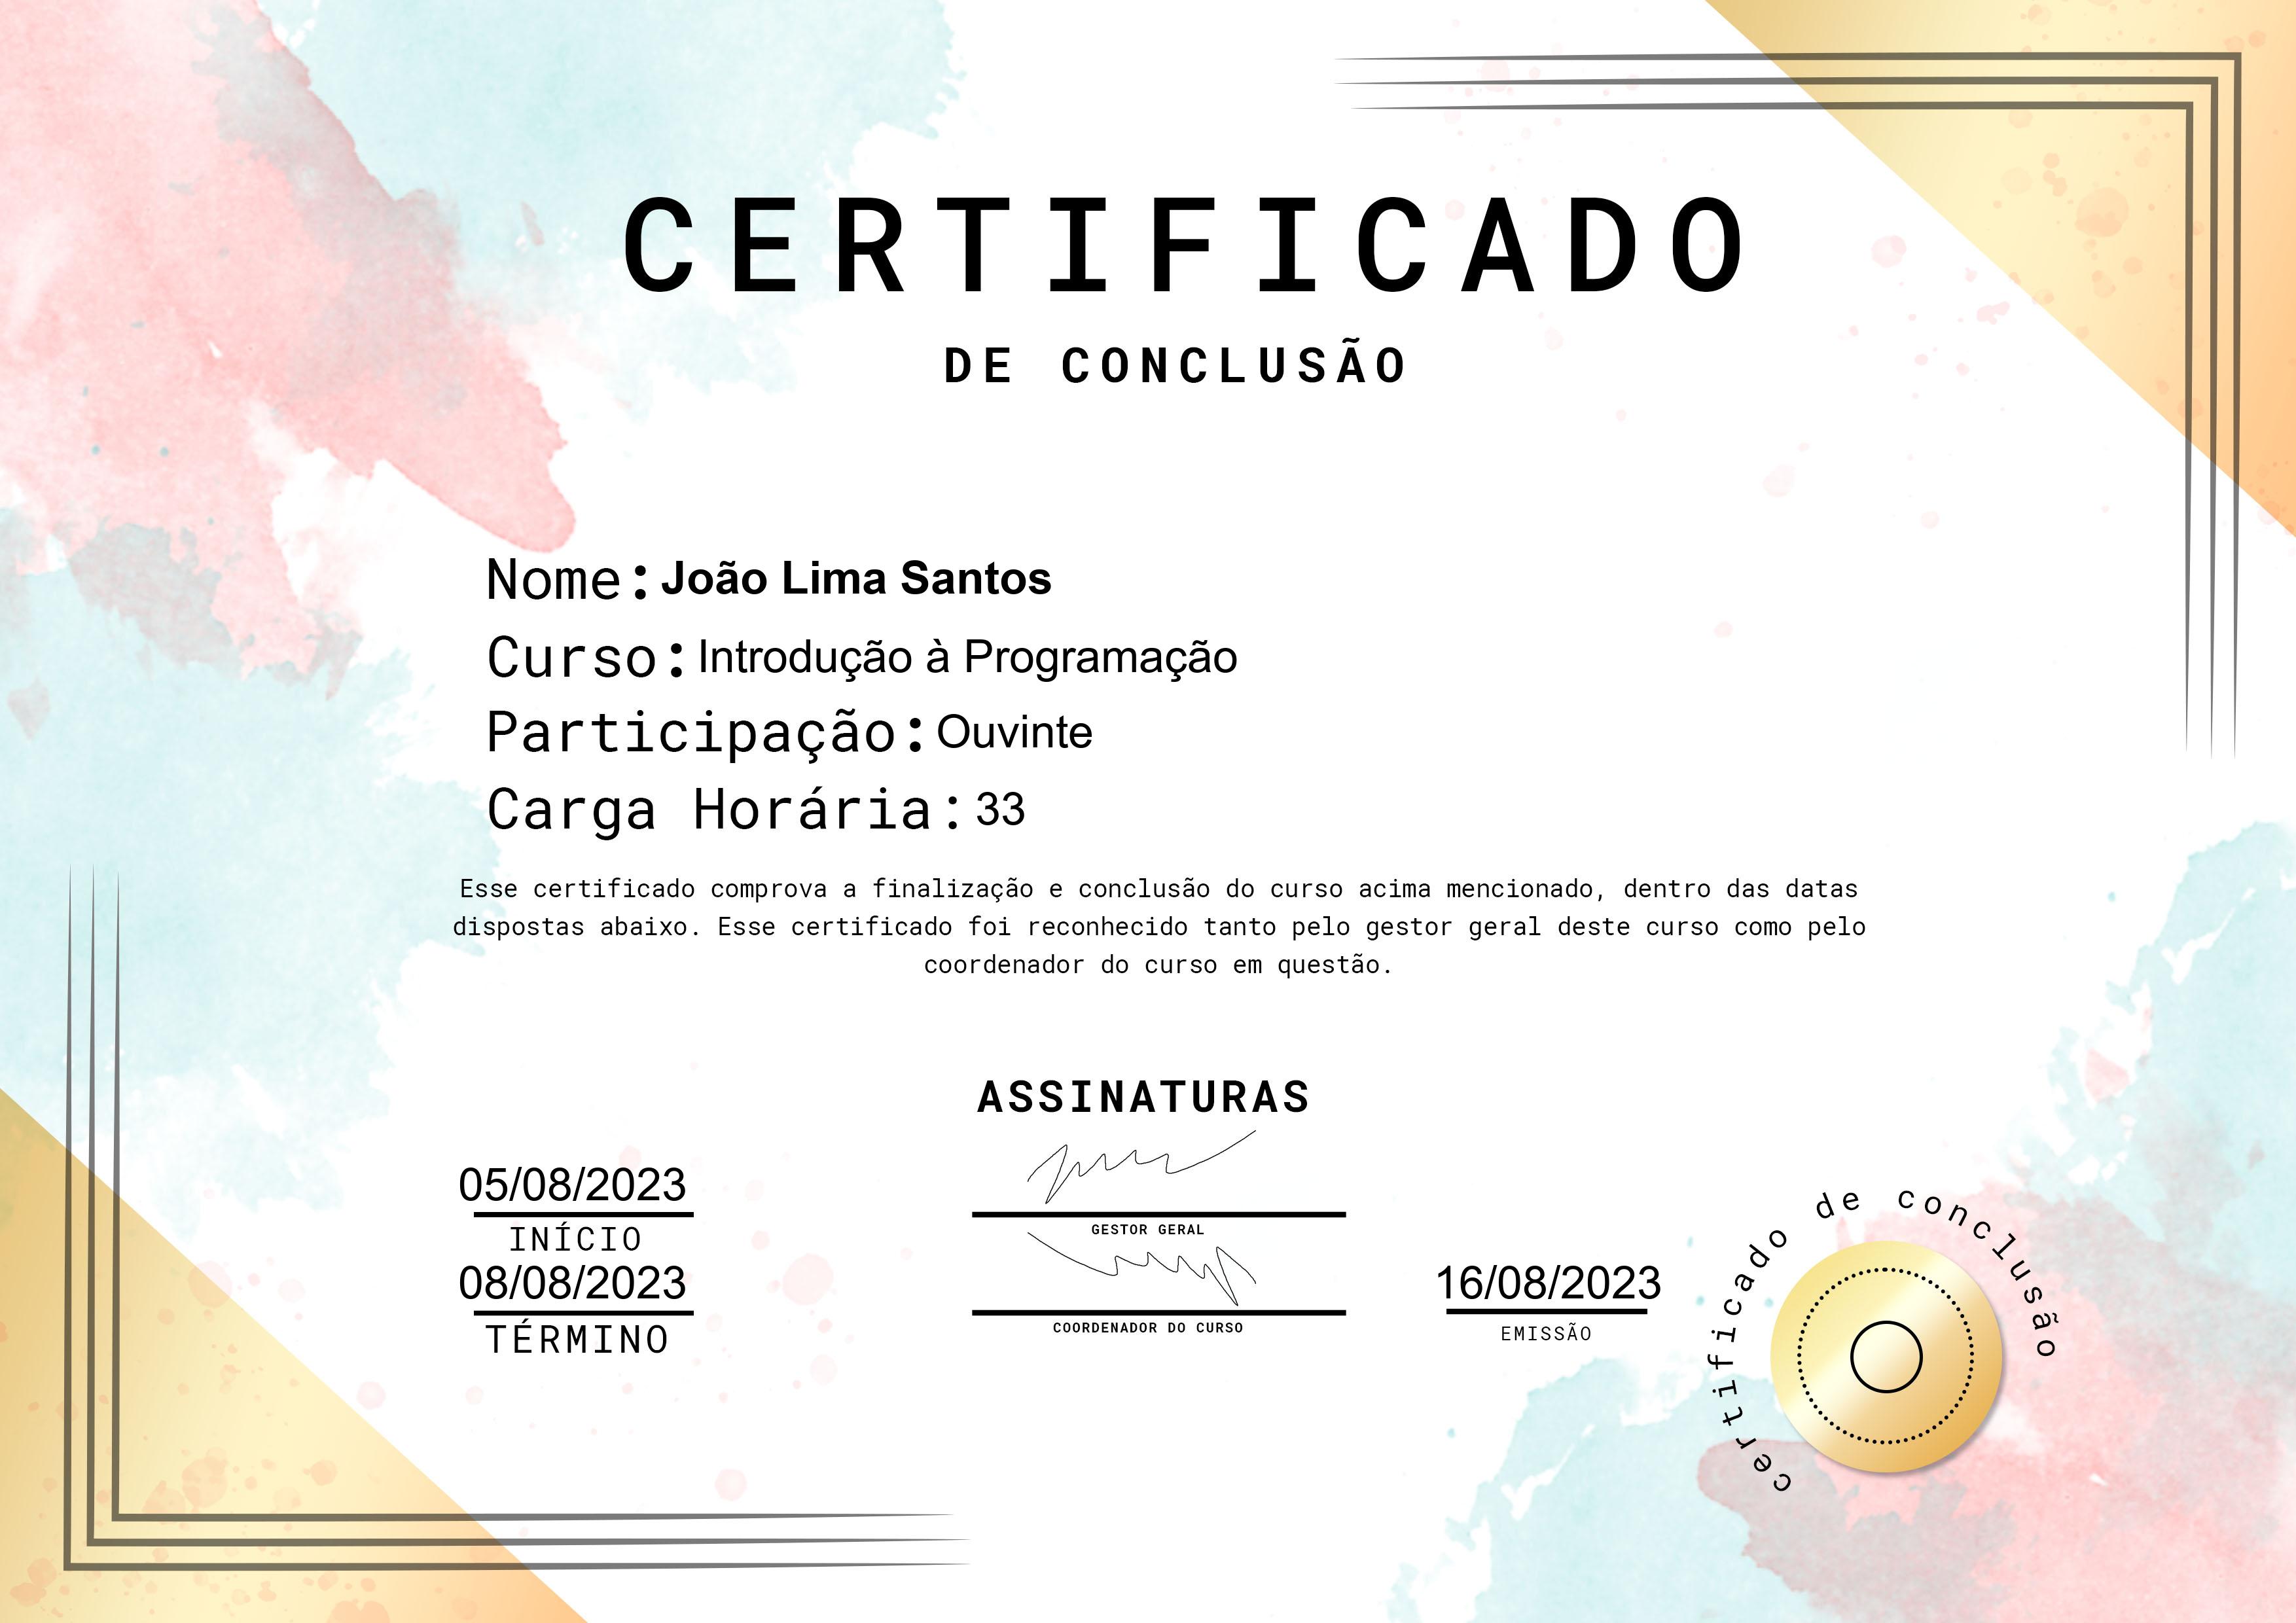 CERTIFICADO
DE CONCLUSÃO
Nome: João Lima Santos
Curso: Introdução à Programação
Participação: Ouvinte
Carga Horária: 33
Esse certificado comprova a finalização e conclusão do curso acima mencionado, dentro das datas
dispostas abaixo. Esse certificado foi reconhecido tanto pelo gestor geral deste curso como pelo
coordenador do curso em questão.
ASSINATURAS
05/08/2023
INÍCIO
08/08/2023
TÉRMINO
GESTOR GERAL
COORDENADOR DO CURSO
16/08/2023
EMISSÃO
certificado de conclusão